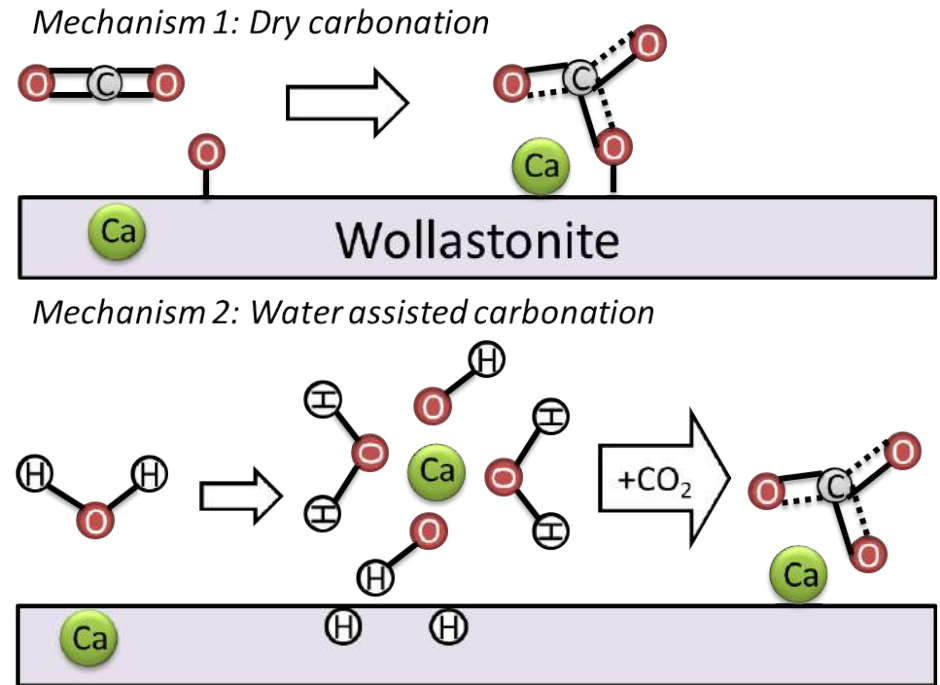 Mechanism 1: Dry carbonation
O C O
O
Ca
O C O
O
Ca
Wollastonite
Mechanism 2: Water assisted carbonation
H H
O
Ca
H
O
H
O
H
Ca
H
O
H
O
H
H H
+CO₂
O C O
O
Ca